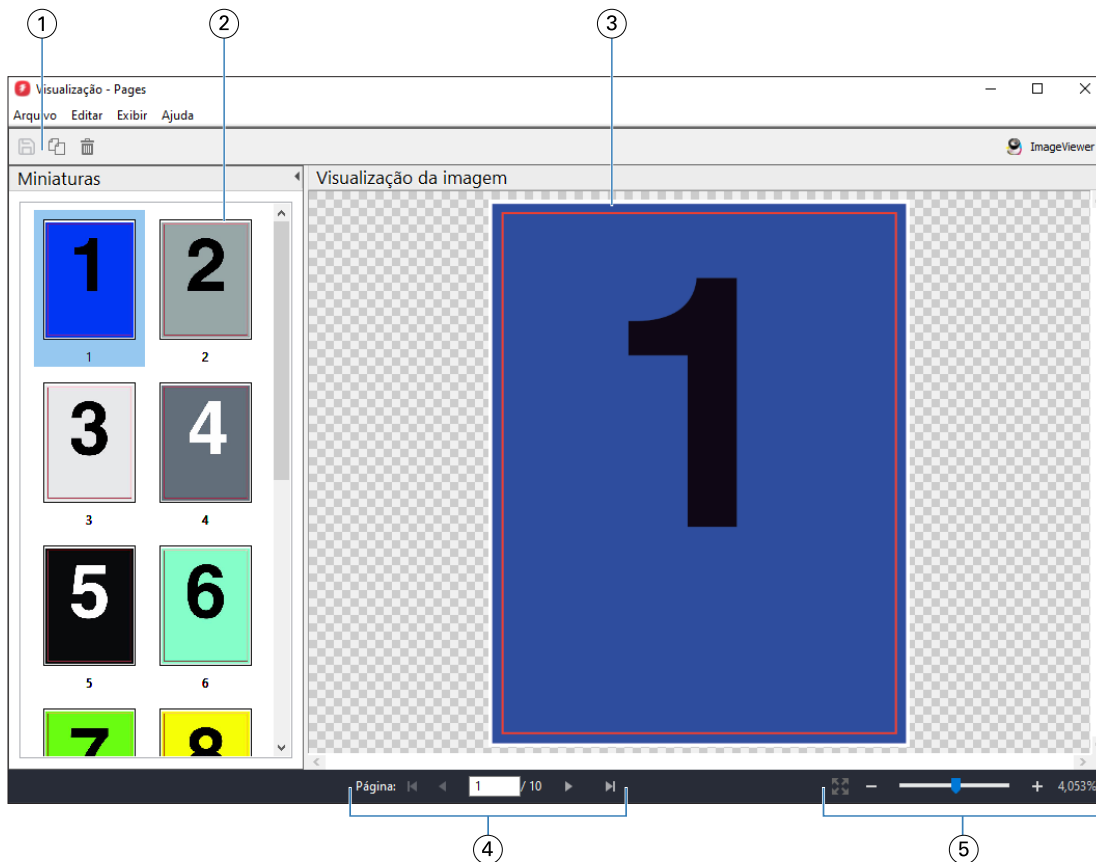 1 2 3
Visualização - Pages
Arquivo Editar Exibir Ajuda
ImageViewer
Miniaturas
Visualização da imagem
1 2
1 2
3 4
3 4
5 6
5 6
7 8
1
Página: 1 / 10
4,053%
4 5